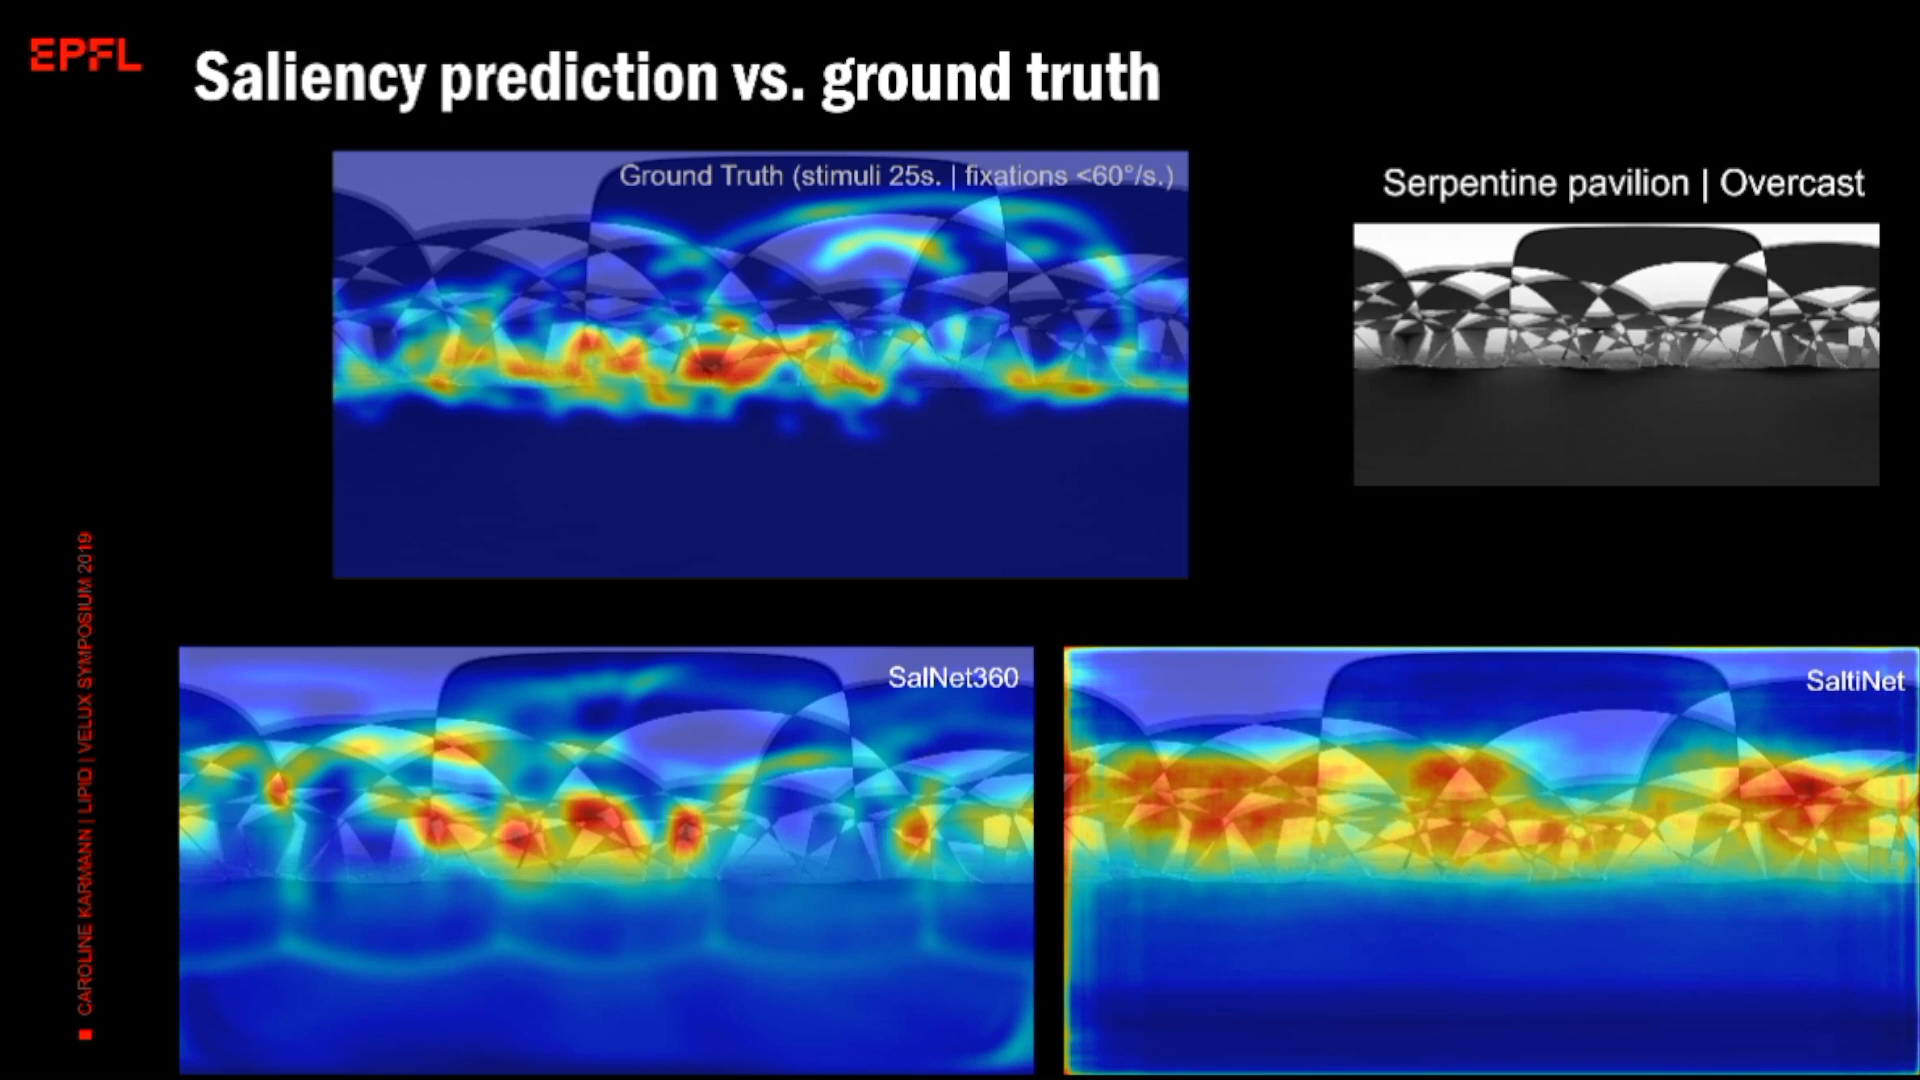 EPFL
Saliency prediction vs. ground truth
Ground Truth (stimuli 25s. | fixations <60°/s.)
Serpentine pavilion | Overcast
SalNet360
SaltiNet
CAROLINE KARMANN | LIPID | VELUX SYMPOSIUM 2019